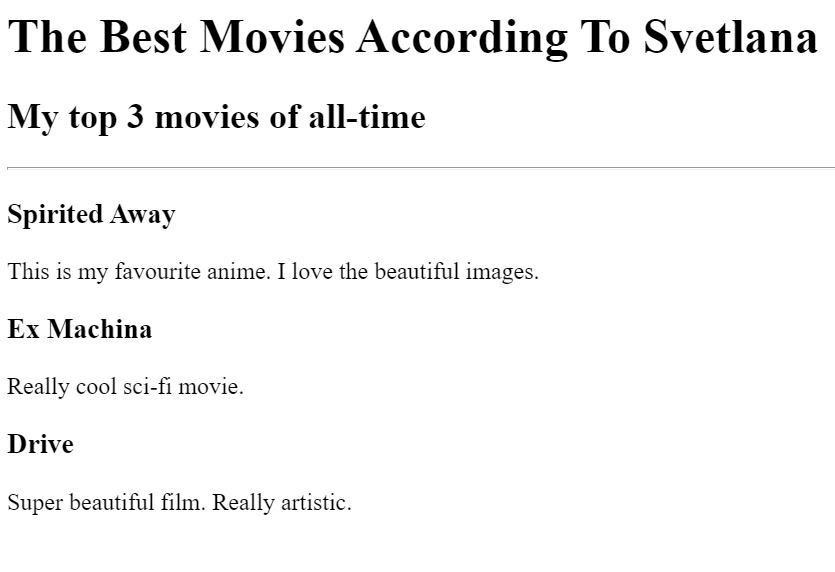 The Best Movies According To Svetlana
My top 3 movies of all-time
Spirited Away
This is my favourite anime. I love the beautiful images.
Ex Machina
Really cool sci-fi movie.
Drive
Super beautiful film. Really artistic.